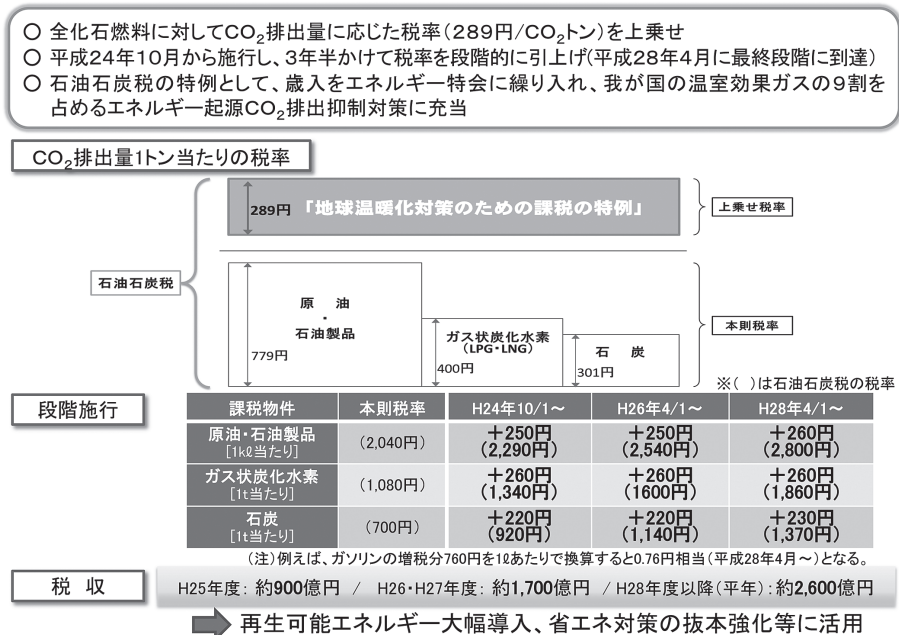 ○ 全化石燃料に対してCO₂排出量に応じた税率(289円/CO₂トン)を上乗せ
○ 平成24年10月から施行し、3年半かけて税率を段階的に引上げ(平成28年4月に最終段階に到達)
○ 石油石炭税の特例として、歳入をエネルギー特会に繰り入れ、我が国の温室効果ガスの9割を
占めるエネルギー起源CO₂排出抑制対策に充当
CO₂排出量1トン当たりの税率
289円 「地球温暖化対策のための課税の特例」
上乗せ税率
石油石炭税
原 油
・
石油製品
779円
ガス状炭化水素
(LPG・LNG)
400円
石 炭
301円
本則税率
※( )は石油石炭税の税率
段階施行
課税物件 本則税率 H24年10/1~ H26年4/1~ H28年4/1~
原油・石油製品 +250円 +250円 +260円
[1kℓ当たり] (2,040円) (2,290円) (2,540円) (2,800円)
ガス状炭化水素 +260円 +260円 +260円
[1t当たり] (1,080円) (1,340円) (1600円) (1,860円)
石炭 +220円 +220円 +230円
[1t当たり] (700円) (920円) (1,140円) (1,370円)
(注)例えば、ガソリンの増税分760円を1ℓあたりで換算すると0.76円相当(平成28年4月~)となる。
税 収
H25年度: 約900億円 / H26・H27年度: 約1,700億円 / H28年度以降(平年): 約2,600億円
再生可能エネルギー大幅導入、省エネ対策の抜本強化等に活用